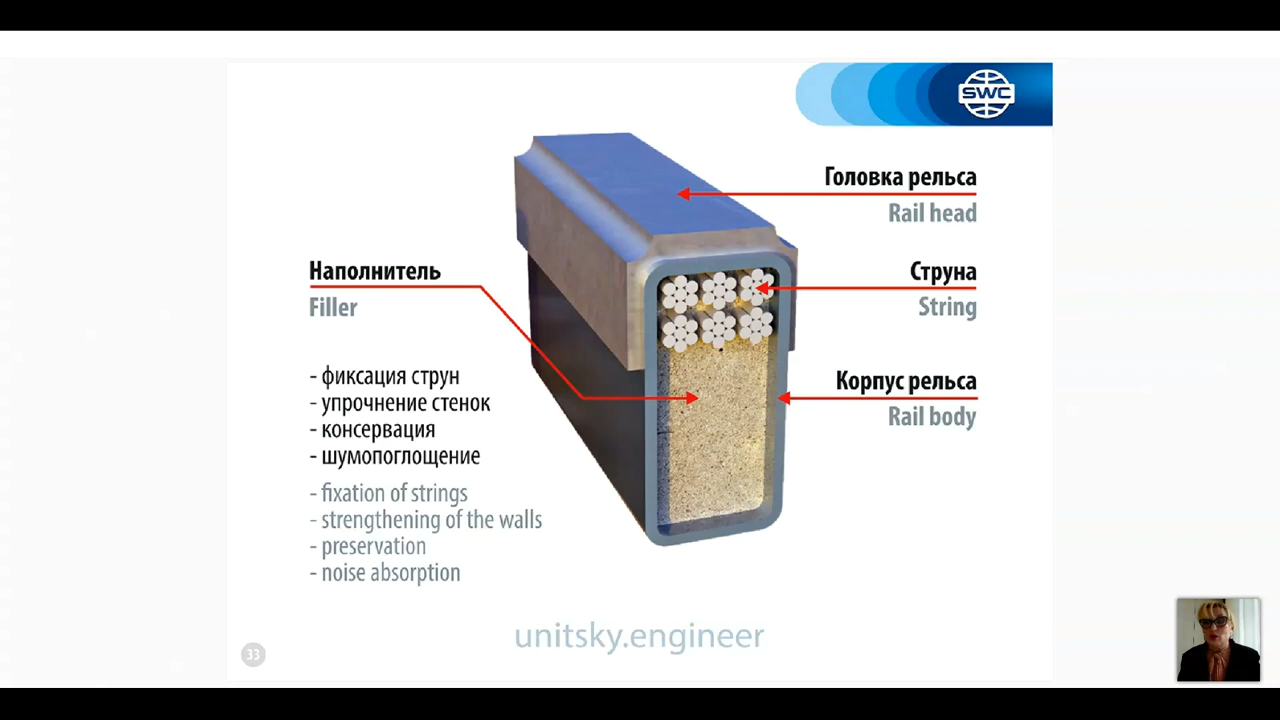 SWC
Головка рельса
Rail head
Наполнитель
Filler
Струна
String
Корпус рельса
Rail body
- фиксация струн
- упрочнение стенок
- консервация
- шумопоглощение
- fixation of strings
- strengthening of the walls
- preservation
- noise absorption
unitsky.engineer
33